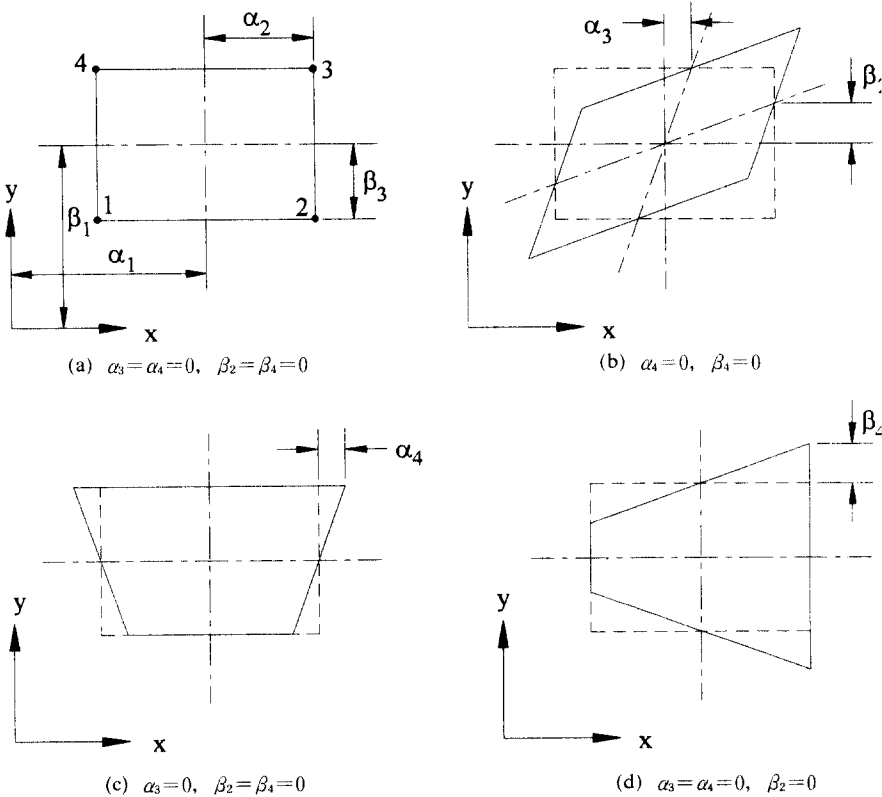 α₂
4
3
y
β₁
1
2
β₃
α₁
x
(a) α₃=α₄=0, β₂=β₄=0
α₃
β₂
y
x
(b) α₄=0, β₄=0
α₄
y
x
(c) α₃=0, β₂=β₄=0
β₄
y
x
(d) α₃=α₄=0, β₂=0